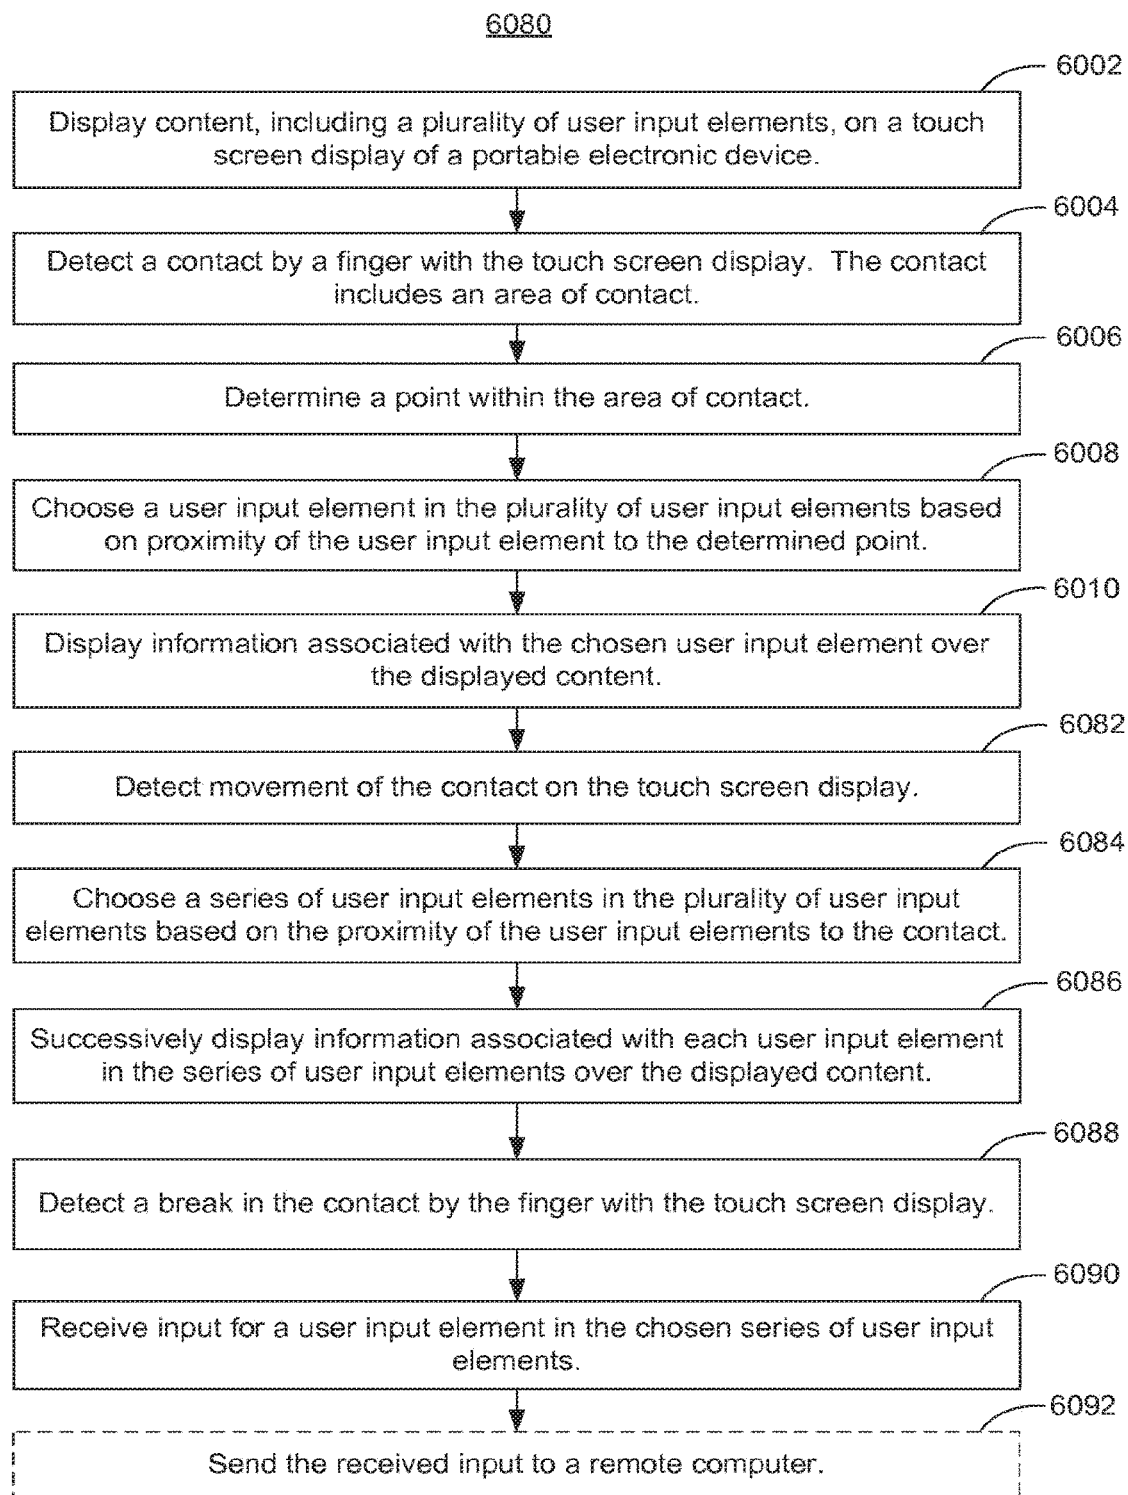 6080
6002
Display content, including a plurality of user input elements, on a touch
screen display of a portable electronic device.
6004
Detect a contact by a finger with the touch screen display. The contact
includes an area of contact.
6006
Determine a point within the area of contact.
6008
Choose a user input element in the plurality of user input elements based
on proximity of the user input element to the determined point.
6010
Display information associated with the chosen user input element over
the displayed content.
6082
Detect movement of the contact on the touch screen display.
6084
Choose a series of user input elements in the plurality of user input
elements based on the proximity of the user input elements to the contact.
6086
Successively display information associated with each user input element
in the series of user input elements over the displayed content.
6088
Detect a break in the contact by the finger with the touch screen display.
6090
Receive input for a user input element in the chosen series of user input
elements.
6092
Send the received input to a remote computer.